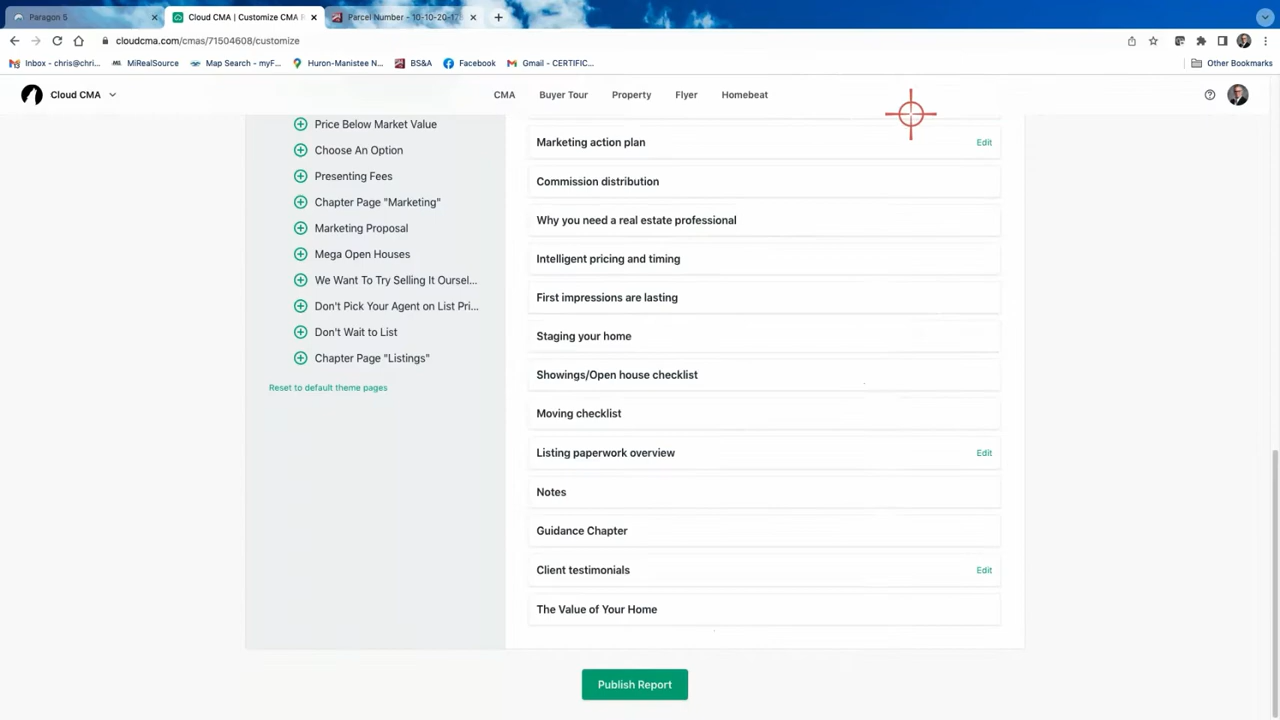 Paragon 5
Cloud CMA | Customize CMA R
Parcel Number - 10-10-20-17
cloudcma.com/cmas/71504608/customize
Inbox - chris@chri...
MiRealSource
Map Search - myF...
Huron-Manistee N...
BS&A
Facebook
Gmail - CERTIFIC...
Other Bookmarks
Cloud CMA
CMA
Buyer Tour
Property
Flyer
Homebeat
Price Below Market Value
Choose An Option
Presenting Fees
Chapter Page "Marketing"
Marketing Proposal
Mega Open Houses
We Want To Try Selling It Oursel...
Don't Pick Your Agent on List Pri...
Don't Wait to List
Chapter Page "Listings"
Reset to default theme pages
Marketing action plan Edit
Commission distribution
Why you need a real estate professional
Intelligent pricing and timing
First impressions are lasting
Staging your home
Showings/Open house checklist
Moving checklist
Listing paperwork overview Edit
Notes
Guidance Chapter
Client testimonials Edit
The Value of Your Home
Publish Report